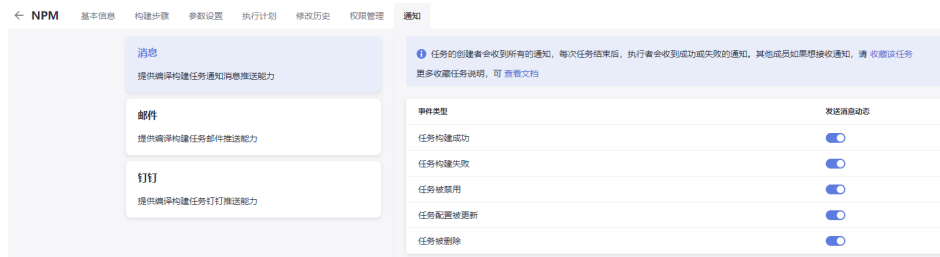 ← NPM 基本信息 构建步骤 参数设置 执行计划 修改历史 权限管理 通知
消息
提供编译构建任务通知消息推送能力
邮件
提供编译构建任务邮件推送能力
钉钉
提供编译构建任务钉钉推送能力
任务的创建者会收到所有的通知，每次任务结束后，执行者会收到成功或失败的通知。其他成员如果想接收通知，请 收藏该任务
更多收藏任务说明，可 查看文档
事件类型 发送消息动态
任务构建成功
任务构建失败
任务被禁用
任务配置被更新
任务被删除